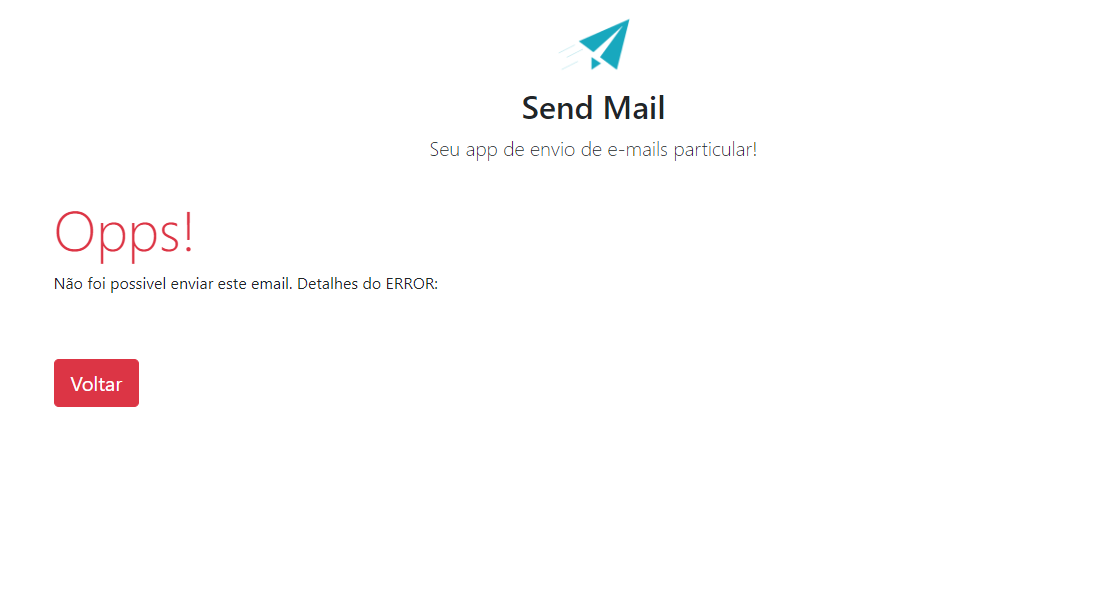 Send Mail
Seu app de envio de e-mails particular!
Opps!
Não foi possivel enviar este email. Detalhes do ERROR:
Voltar